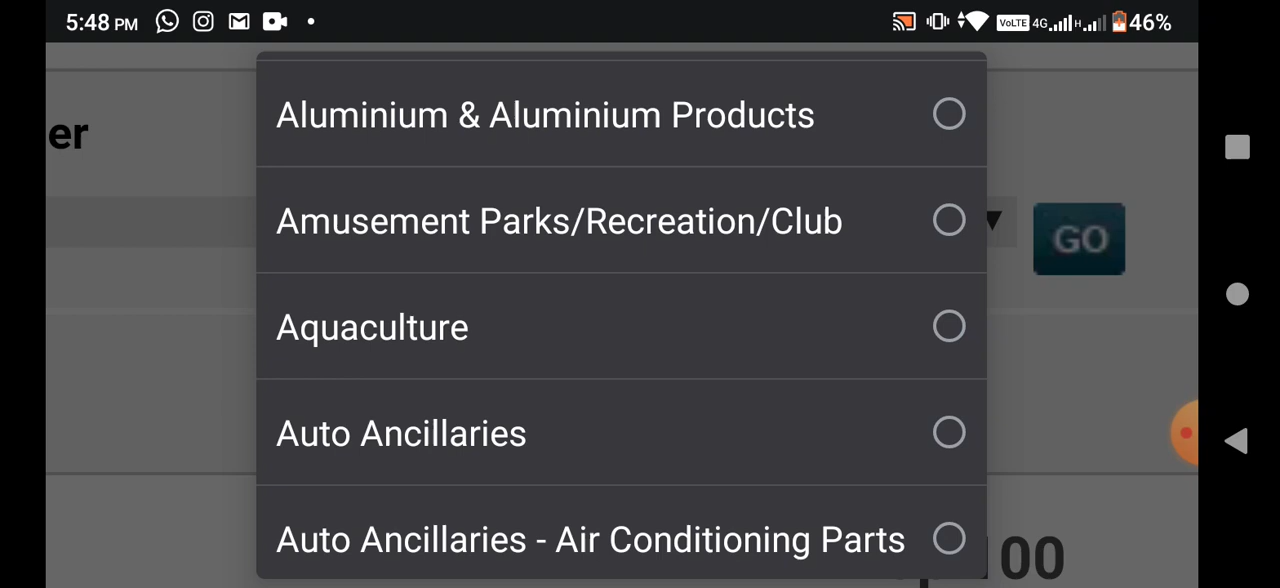 5:48 PM
VoLTE 4G H 46%
Aluminium & Aluminium Products
er
Amusement Parks/Recreation/Club
GO
Aquaculture
Auto Ancillaries
Auto Ancillaries - Air Conditioning Parts
00